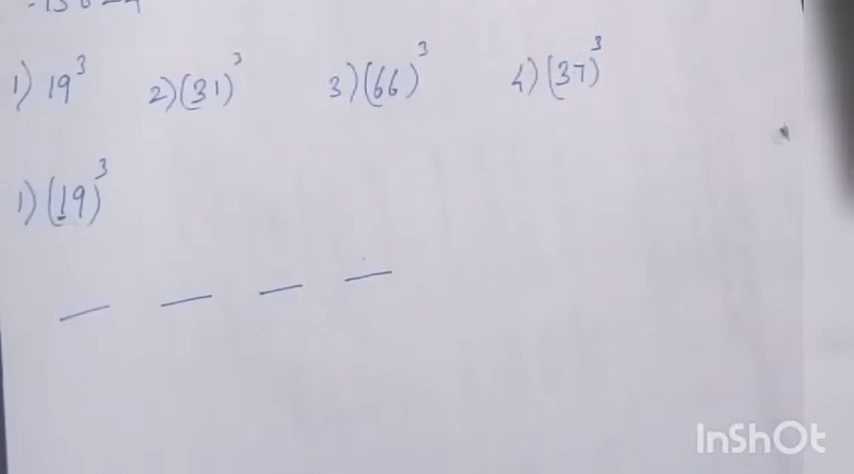 1) 19³ 2) (31)³ 3) (66)³ 4) (37)³
1) (19)³
InShOt